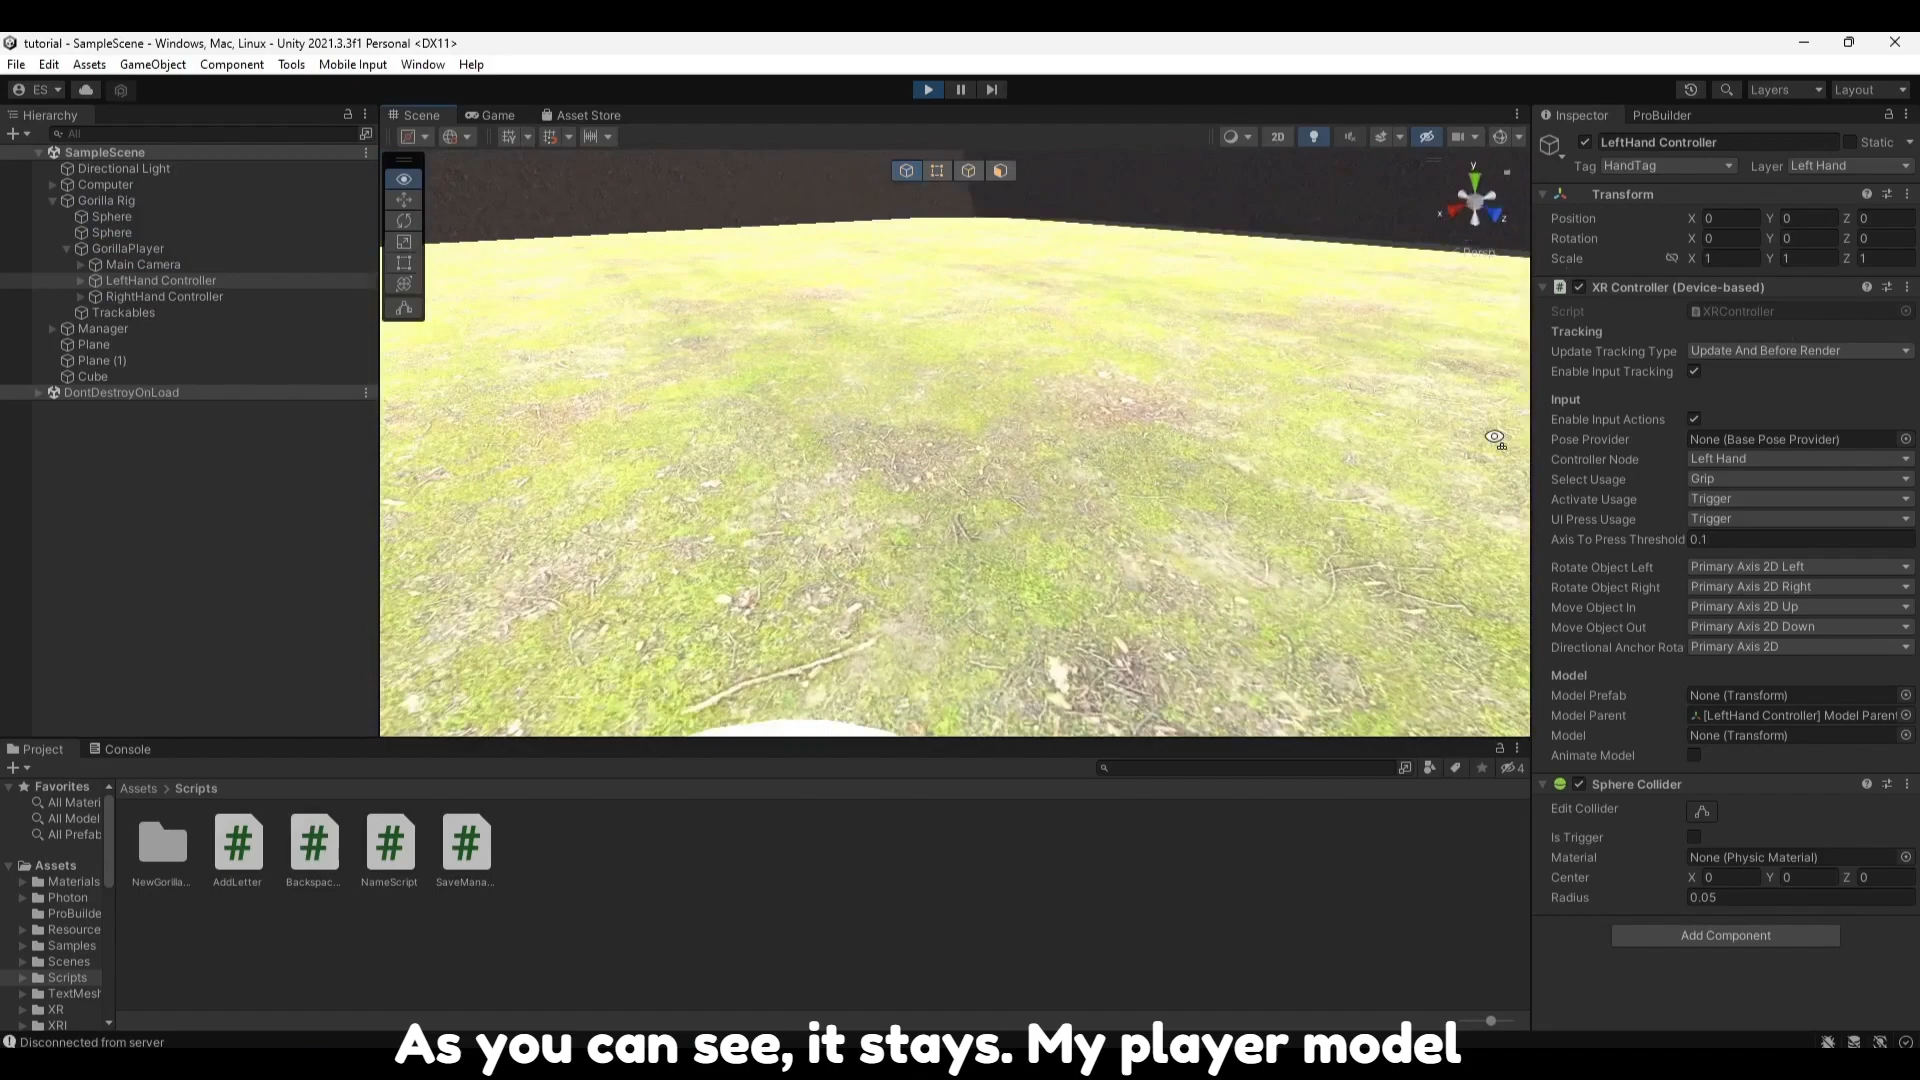 tutorial - SampleScene - Windows, Mac, Linux - Unity 2021.3.3f1 Personal <DX11>
File Edit Assets GameObject Component Tools Mobile Input Window Help
ES
Layers Layout
Hierarchy
All
SampleScene
Directional Light
Computer
Gorilla Rig
Sphere
Sphere
GorillaPlayer
Main Camera
LeftHand Controller
RightHand Controller
Trackables
Manager
Plane
Plane (1)
Cube
DontDestroyOnLoad
Scene Game Asset Store
2D
y
x
z
Persp
Inspector ProBuilder
LeftHand Controller Static
Tag HandTag Layer Left Hand
Transform
Position X 0 Y 0 Z 0
Rotation X 0 Y 0 Z 0
Scale X 1 Y 1 Z 1
XR Controller (Device-based)
Script XRController
Tracking
Update Tracking Type Update And Before Render
Enable Input Tracking
Input
Enable Input Actions
Pose Provider None (Base Pose Provider)
Controller Node Left Hand
Select Usage Grip
Activate Usage Trigger
UI Press Usage Trigger
Axis To Press Threshold 0.1
Rotate Object Left Primary Axis 2D Left
Rotate Object Right Primary Axis 2D Right
Move Object In Primary Axis 2D Up
Move Object Out Primary Axis 2D Down
Directional Anchor Rota Primary Axis 2D
Model
Model Prefab None (Transform)
Model Parent [LeftHand Controller] Model Parent
Model None (Transform)
Animate Model
Sphere Collider
Edit Collider
Is Trigger
Material None (Physic Material)
Center X 0 Y 0 Z 0
Radius 0.05
Add Component
Project Console
4
Favorites
All Materi
All Model
All Prefab
Assets
Materials
Photon
ProBuilde
Resource
Samples
Scenes
Scripts
TextMesh
XR
XRI
Assets > Scripts
NewGorilla... AddLetter Backspac... NameScript SaveMana...
Disconnected from server
As you can see, it stays. My player model